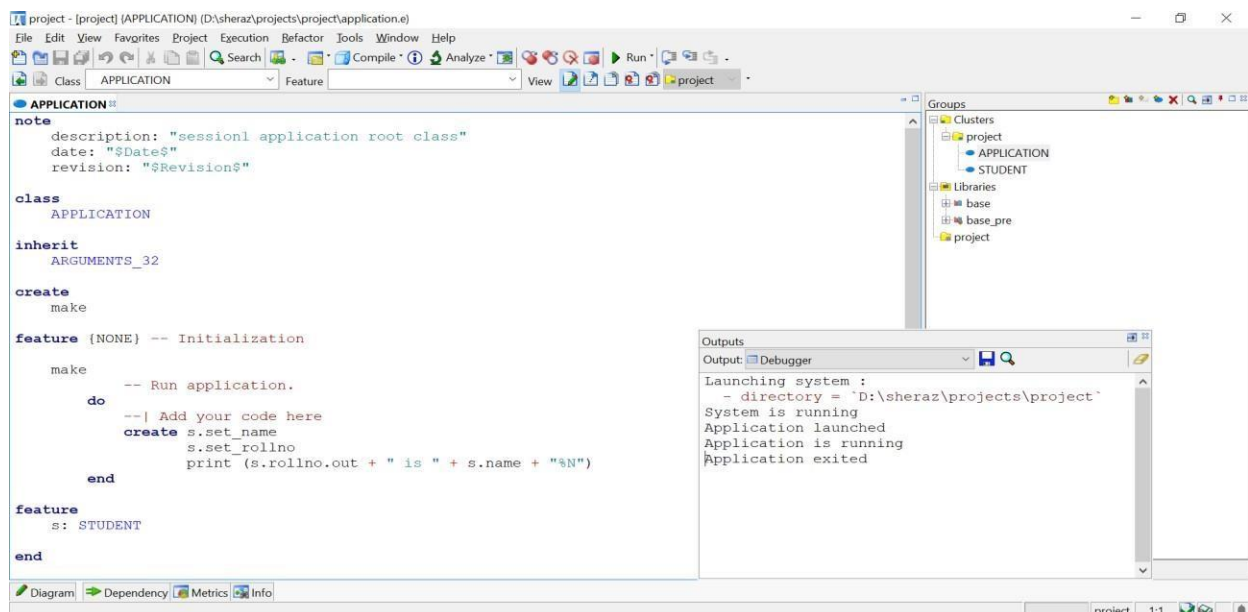 project - [project] (APPLICATION) (D:\sheraz\projects\project\application.e)
File Edit View Favorites Project Execution Refactor Tools Window Help
Search Compile Analyze Run
Class APPLICATION Feature View project
APPLICATION
note
description: "session1 application root class"
date: "$Date$"
revision: "$Revision$"
class
APPLICATION
inherit
ARGUMENTS_32
create
make
feature {NONE} -- Initialization
make
-- Run application.
do
--| Add your code here
create s.set_name
s.set_rollno
print (s.rollno.out + " is " + s.name + "%N")
end
feature
s: STUDENT
end
Groups
Clusters
project
APPLICATION
STUDENT
Libraries
base
base_pre
project
Outputs
Output: Debugger
Launching system :
- directory = `D:\sheraz\projects\project`
System is running
Application launched
Application is running
Application exited
Diagram Dependency Metrics Info
project 1:1